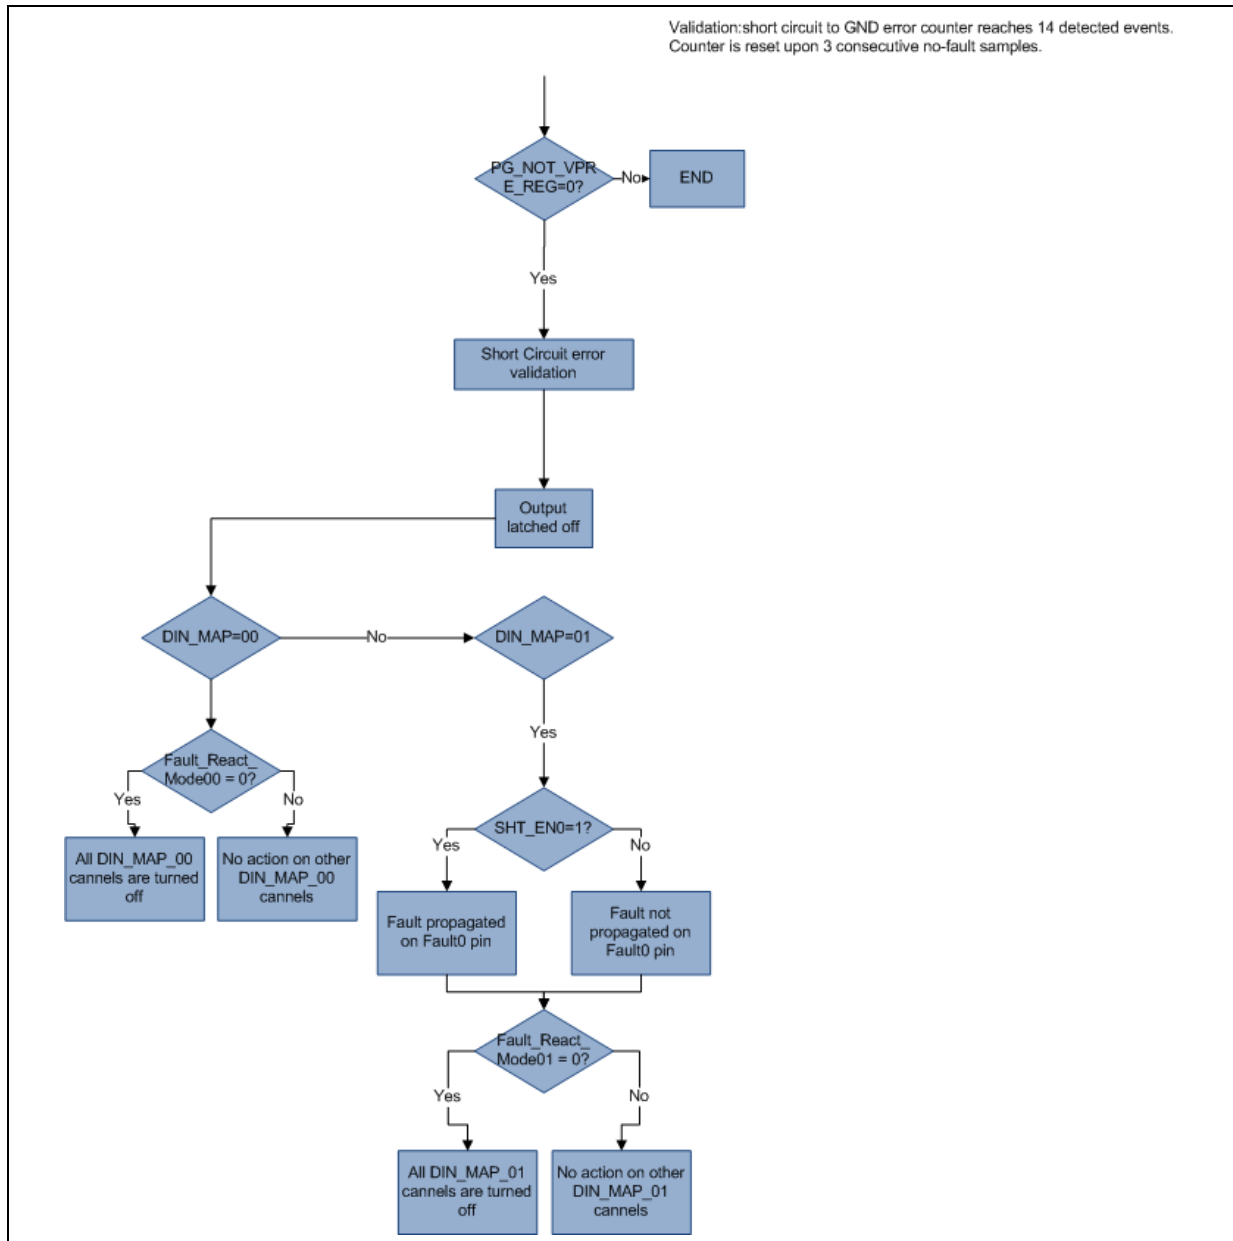 Validation:short circuit to GND error counter reaches 14 detected events.
Counter is reset upon 3 consecutive no-fault samples.
PG_NOT_VPR
E_REG=0?
No
END
Yes
Short Circuit error
validation
Output
latched off
DIN_MAP=00
No
DIN_MAP=01
Yes
Fault_React_
Mode00 = 0?
Yes
No
All DIN_MAP_00
cannels are turned
off
No action on other
DIN_MAP_00
cannels
SHT_EN0=1?
Yes
No
Fault propagated
on Fault0 pin
Fault not
propagated on
Fault0 pin
Fault_React_
Mode01 = 0?
Yes
No
All DIN_MAP_01
cannels are turned
off
No action on other
DIN_MAP_01
cannels